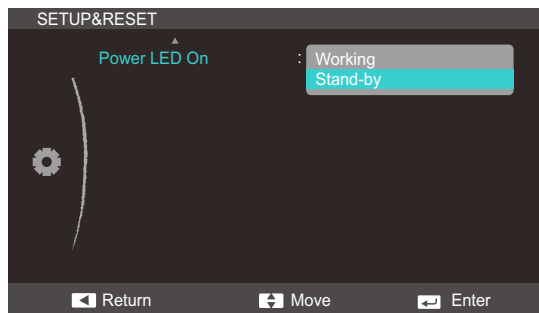 SETUP&RESET
Power LED On : Working
Stand-by
Return Move Enter